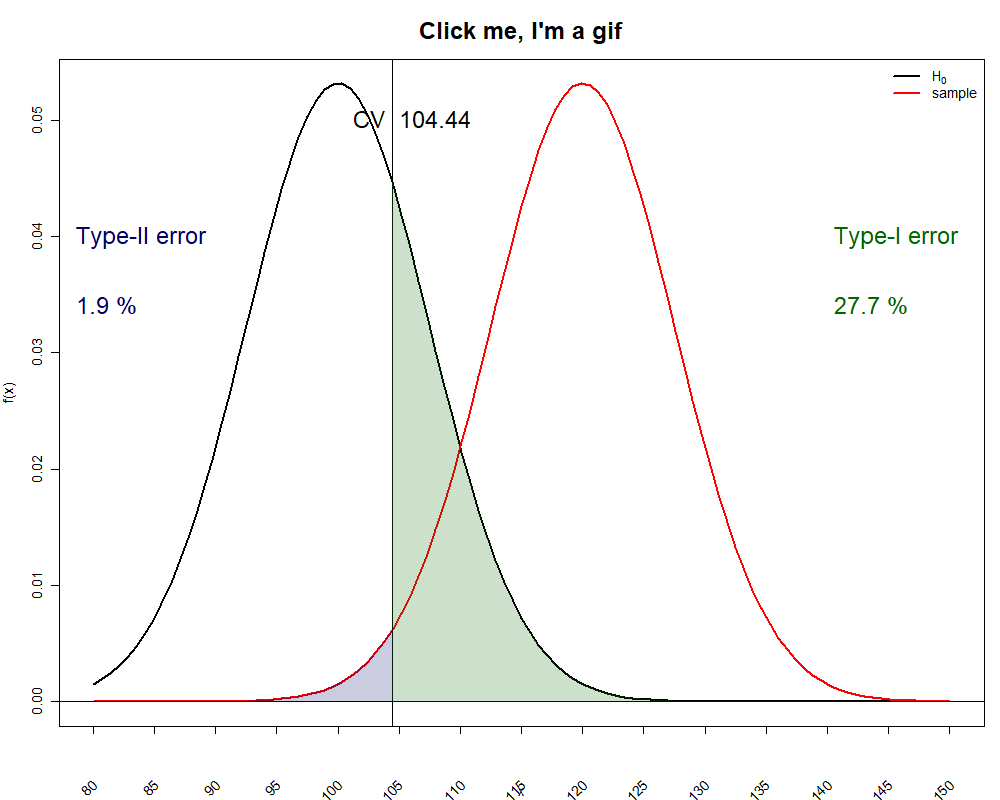 Click me, I'm a gif
H0
sample
CV 104.44
Type-II error
1.9 %
Type-I error
27.7 %
f(x)
0.05
0.04
0.03
0.02
0.01
0.00
80 85 90 95 100 105 110 115 120 125 130 135 140 145 150